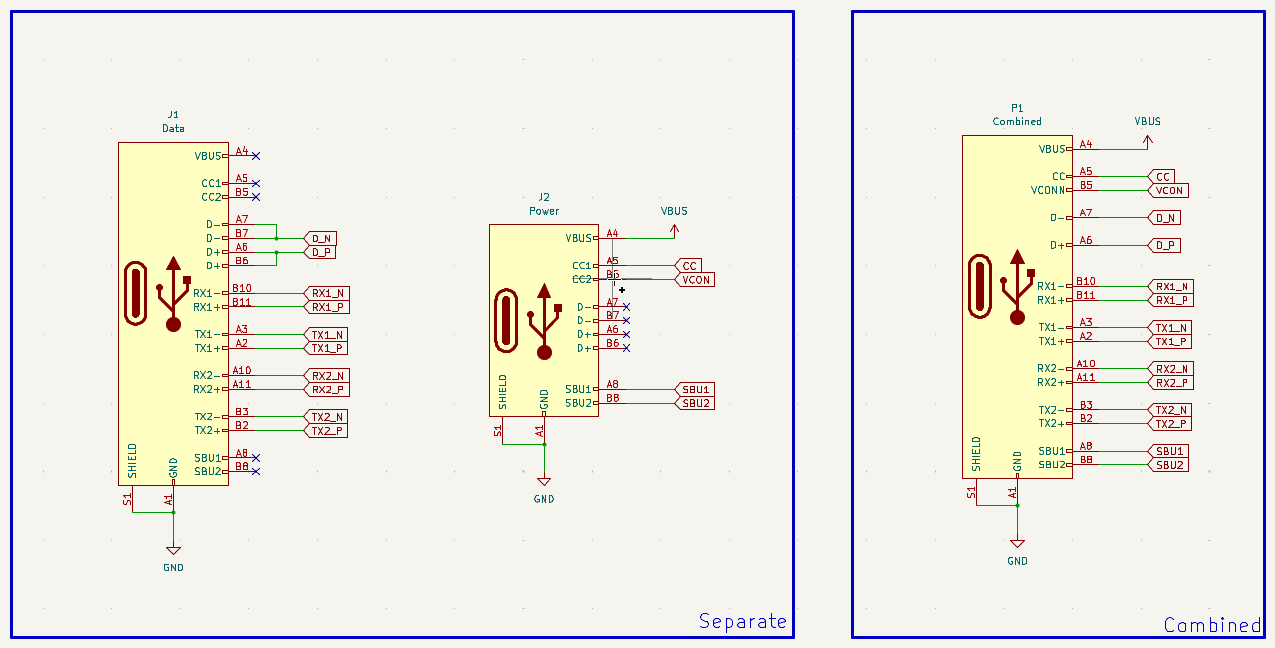 J1
Data
VBUS A4
CC1 A5
CC2 B5
D- A7
D- B7 D_N
D+ A6 D_P
D+ B6
RX1- B10 RX1_N
RX1+ B11 RX1_P
TX1- A3 TX1_N
TX1+ A2 TX1_P
RX2- A10 RX2_N
RX2+ A11 RX2_P
TX2- B3 TX2_N
TX2+ B2 TX2_P
SBU1 A8
SBU2 B8
SHIELD
GND
S1
A1
GND
J2
Power
VBUS
VBUS A4
CC1 A5 CC
CC2 B5 VCON
D- A7
D- B7
D+ A6
D+ B6
SBU1 A8 SBU1
SBU2 B8 SBU2
SHIELD
GND
S1
A1
GND
Separate
P1
Combined
VBUS
VBUS A4
CC A5 CC
VCONN B5 VCON
D- A7 D_N
D+ A6 D_P
RX1- B10 RX1_N
RX1+ B11 RX1_P
TX1- A3 TX1_N
TX1+ A2 TX1_P
RX2- A10 RX2_N
RX2+ A11 RX2_P
TX2- B3 TX2_N
TX2+ B2 TX2_P
SBU1 A8 SBU1
SBU2 B8 SBU2
SHIELD
GND
S1
A1
GND
Combined